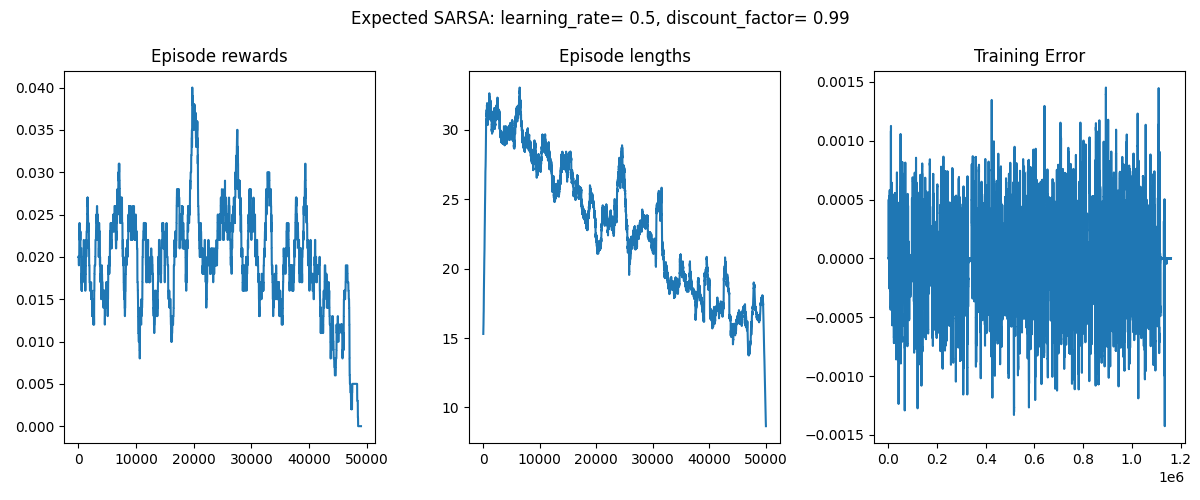 Expected SARSA: learning_rate= 0.5, discount_factor= 0.99
Episode rewards
0.040
0.035
0.030
0.025
0.020
0.015
0.010
0.005
0.000
0 10000 20000 30000 40000 50000
Episode lengths
30
25
20
15
10
0 10000 20000 30000 40000 50000
Training Error
0.0015
0.0010
0.0005
0.0000
−0.0005
−0.0010
−0.0015
0.0 0.2 0.4 0.6 0.8 1.0 1.2
1e6